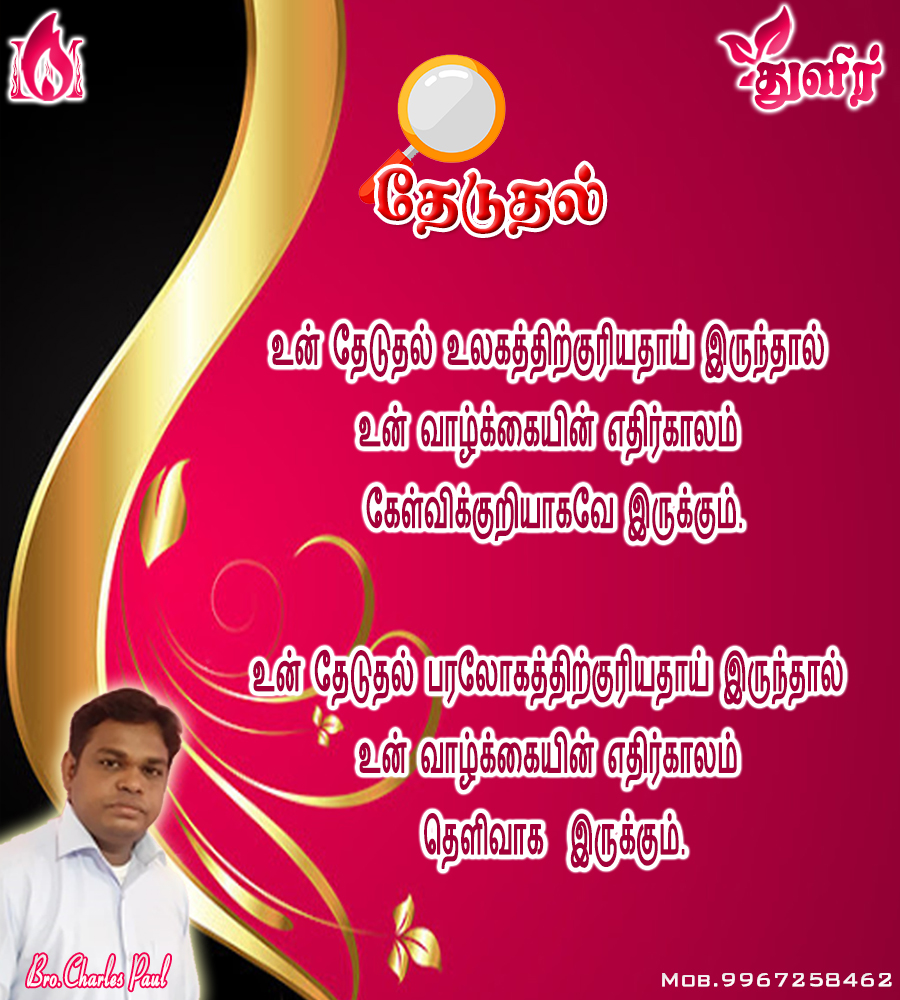 துளிர்
தேடுதல்
உன் தேடுதல் உலகத்திற்குரியதாய் இருந்தால்
உன் வாழ்க்கையின் எதிர்காலம்
கேள்விக்குறியாகவே இருக்கும்.
உன் தேடுதல் பரலோகத்திற்குரியதாய் இருந்தால்
உன் வாழ்க்கையின் எதிர்காலம்
தெளிவாக இருக்கும்.
Bro.Charles Paul
Mob.9967258462